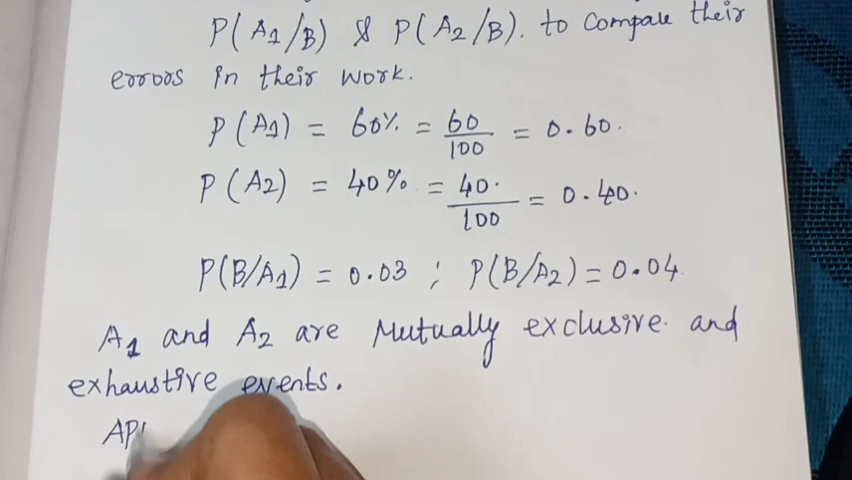 P(A1/B) & P(A2/B). to compare their
errors in their work.
P(A1) = 60% = 60/100 = 0.60.
P(A2) = 40% = 40./100 = 0.40.
P(B/A1) = 0.03 ; P(B/A2) = 0.04.
A1 and A2 are Mutually exclusive and
exhaustive events.
AP